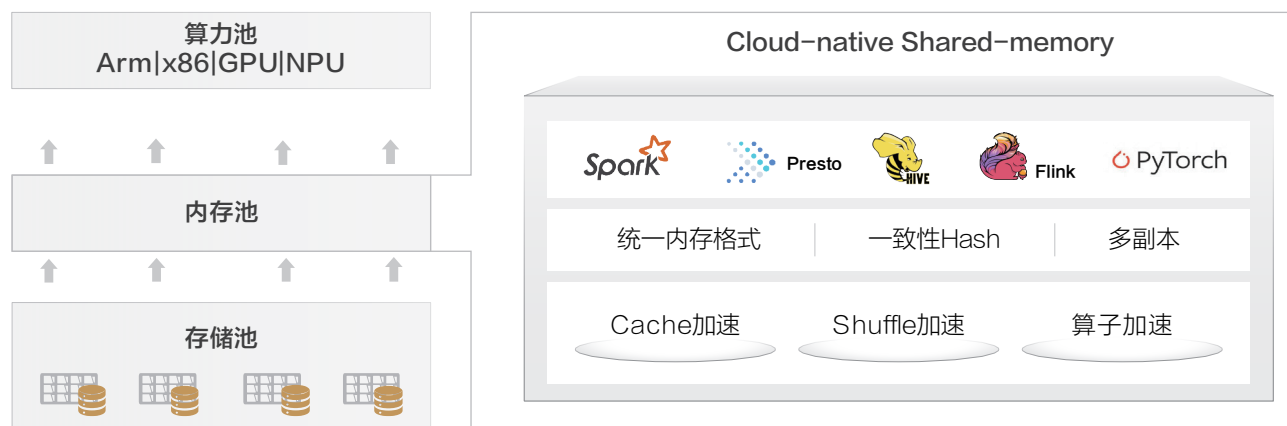 算力池
Arm|x86|GPU|NPU
内存池
存储池
Cloud-native Shared-memory
Spark
Presto
HIVE
Flink
PyTorch
统一内存格式
一致性Hash
多副本
Cache加速
Shuffle加速
算子加速